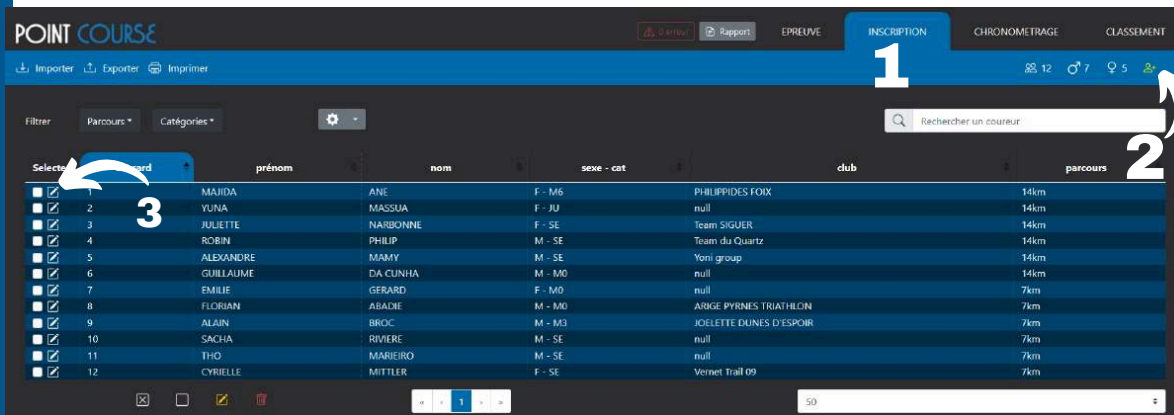 POINT COURSE
0 erreur Rapport EPREUVE INSCRIPTION CHRONOMETRAGE CLASSEMENT
1
Importer Exporter Imprimer 12 7 5
2
Filtrer Parcours Catégories Rechercher un coureur
prénom nom sexe - cat club parcours
3
1 MAJIDA ANE F - M6 PHILIPPIDES FOIX 14km
2 YUNA MASSUA F - JU null 14km
3 JULIETTE NARBONNE F - SE Team SIGUER 14km
4 ROBIN PHILIP M - SE Team du Quartz 14km
5 ALEXANDRE MAMY M - SE Yoni group 14km
6 GUILLAUME DA CUNHA M - M0 null 14km
7 EMILIE GERARD F - M0 null 7km
8 FLORIAN ABADIE M - M0 ARIGE PYRNES TRIATHLON 7km
9 ALAIN BROC M - M3 JOELETTE DUNES D'ESPOIR 7km
10 SACHA RIVIERE M - SE null 7km
11 THO MARIEIRO M - SE null 7km
12 CYRIELLE MITTLER F - SE Vernet Trail 09 7km
« ‹ 1 › » 50